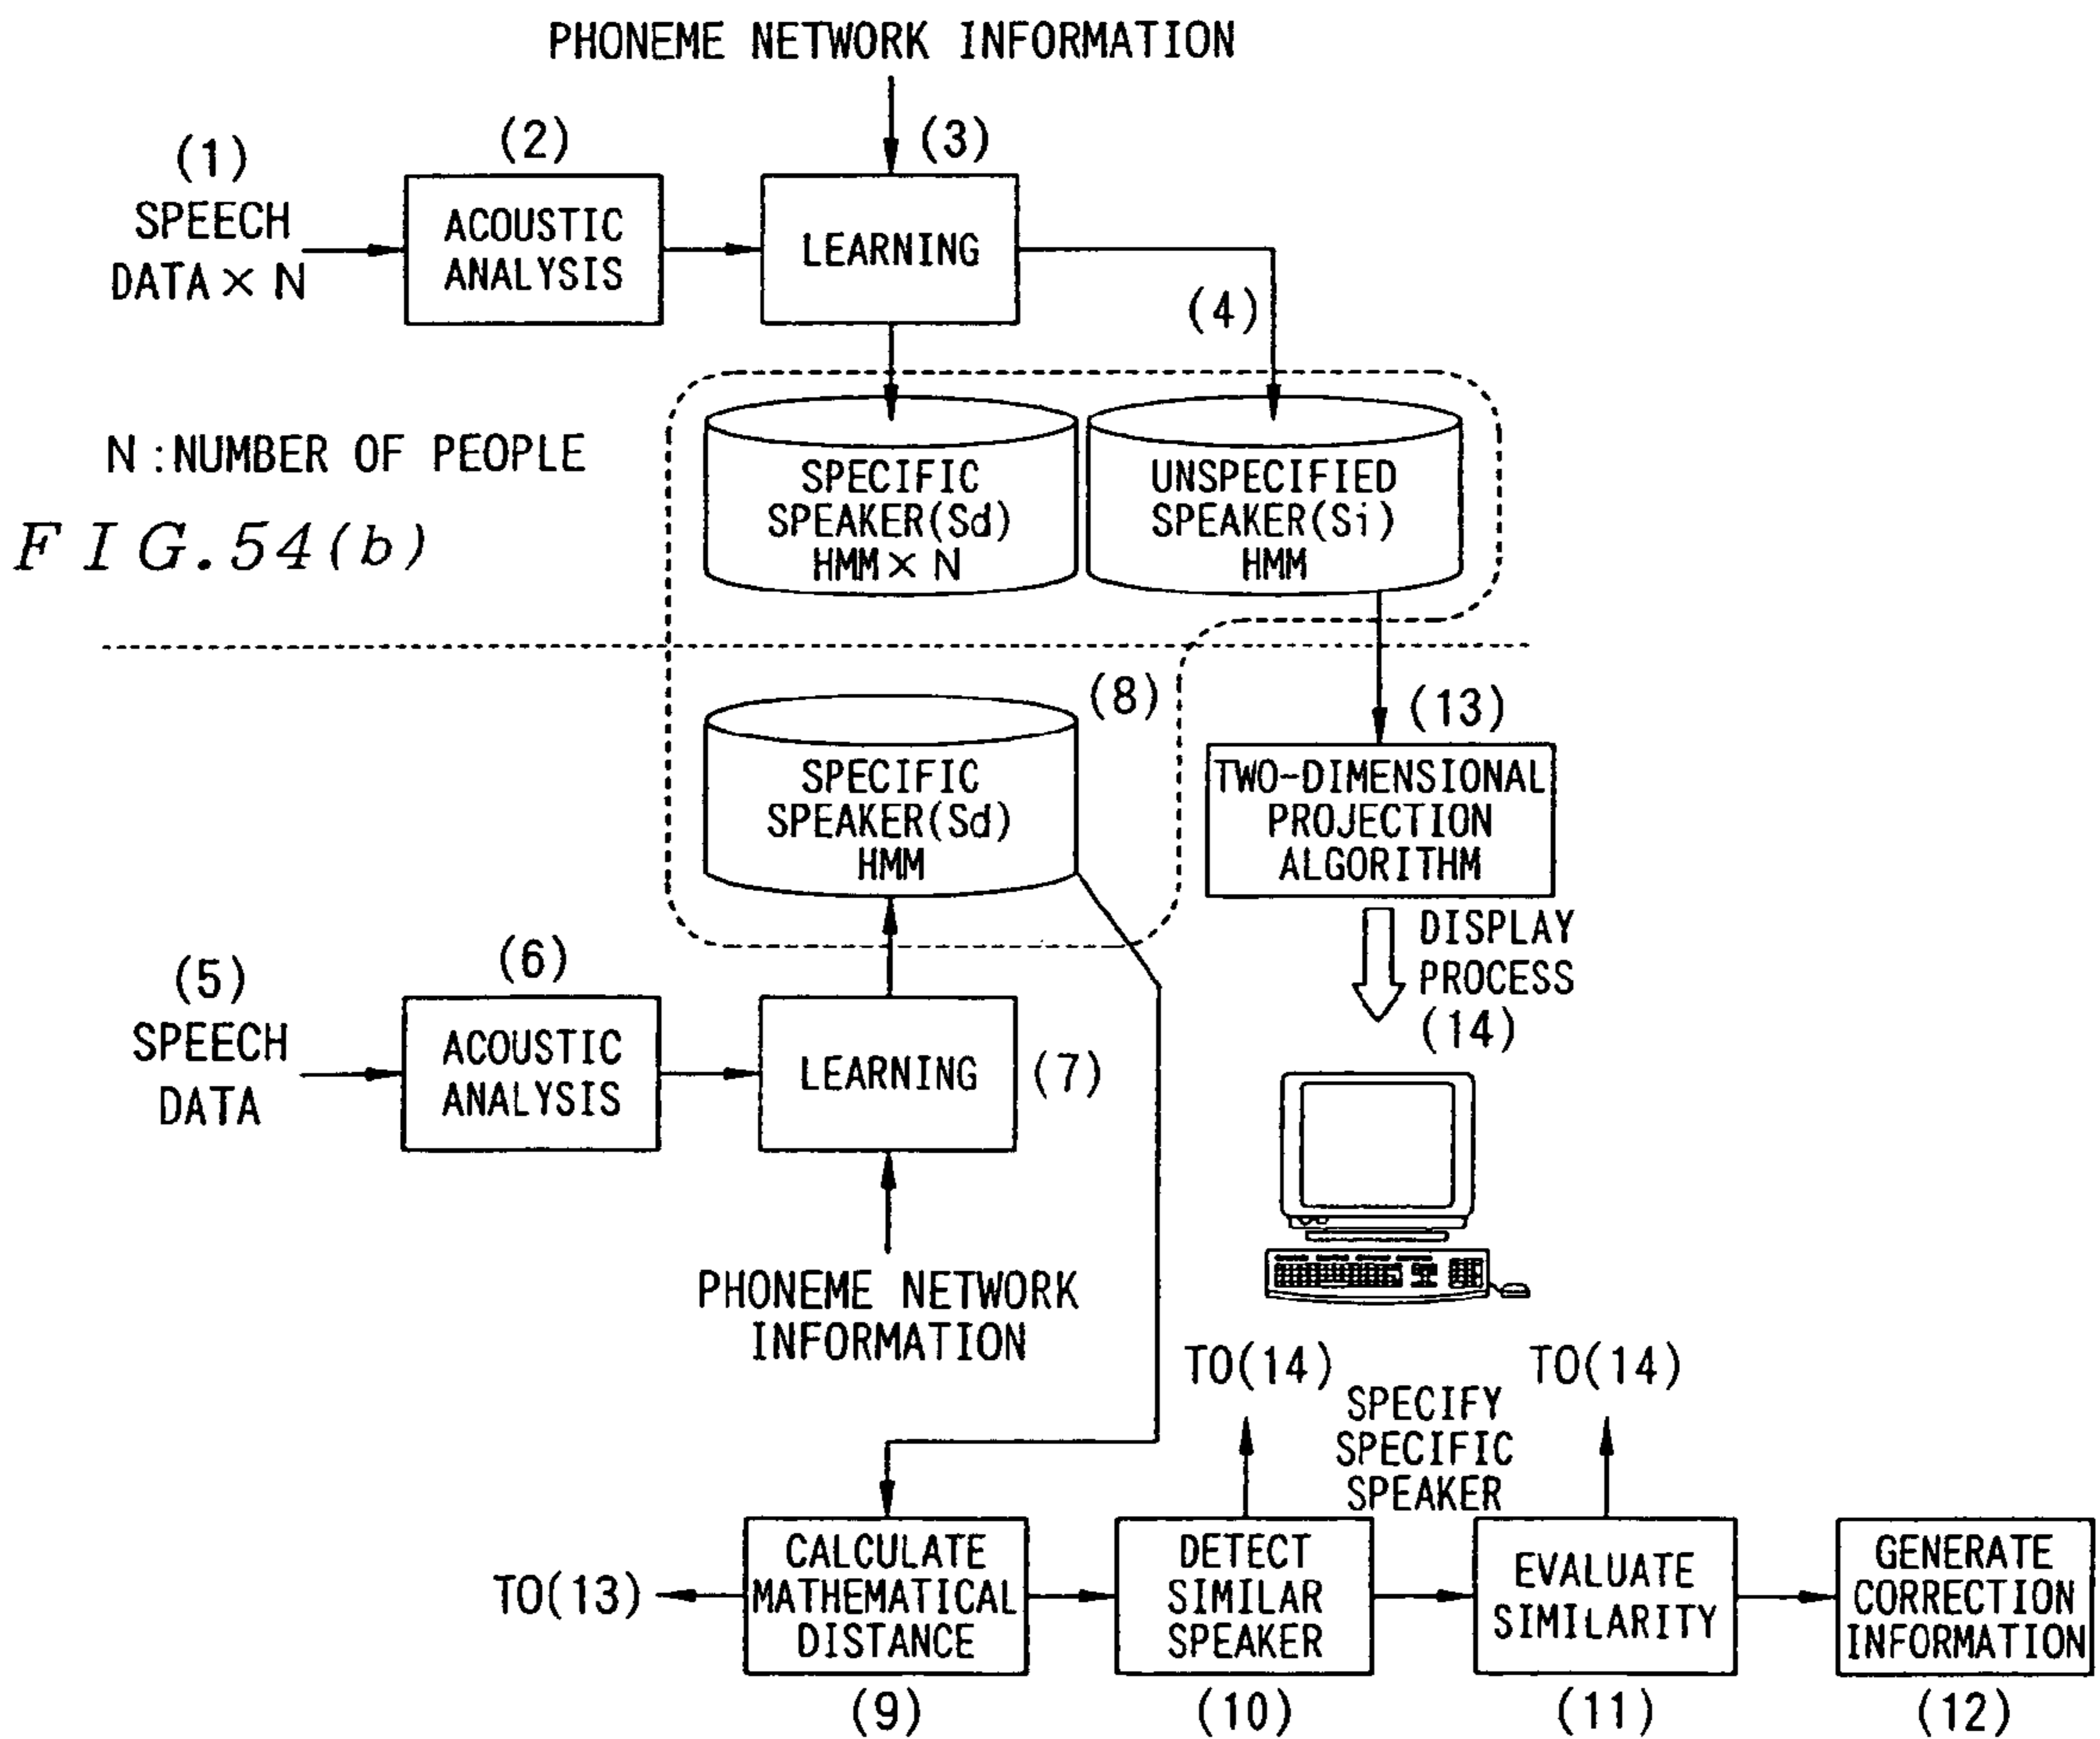 PHONEME NETWORK INFORMATION
(1)
SPEECH
DATA × N
(2)
ACOUSTIC
ANALYSIS
(3)
LEARNING
(4)
N :NUMBER OF PEOPLE
FIG.54(b)
SPECIFIC
SPEAKER(Sd)
HMM × N
UNSPECIFIED
SPEAKER(Si)
HMM
(8)
SPECIFIC
SPEAKER(Sd)
HMM
(13)
TWO-DIMENSIONAL
PROJECTION
ALGORITHM
DISPLAY
PROCESS
(14)
(5)
SPEECH
DATA
(6)
ACOUSTIC
ANALYSIS
LEARNING
(7)
PHONEME NETWORK
INFORMATION
TO(14)
SPECIFY
SPECIFIC
SPEAKER
TO(14)
TO(13)
CALCULATE
MATHEMATICAL
DISTANCE
(9)
DETECT
SIMILAR
SPEAKER
(10)
EVALUATE
SIMILARITY
(11)
GENERATE
CORRECTION
INFORMATION
(12)